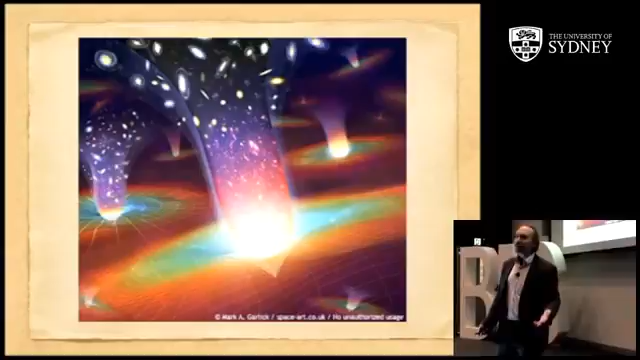 THE UNIVERSITY OF
SYDNEY
© Mark A. Garlick / space-art.co.uk / No unauthorized usage